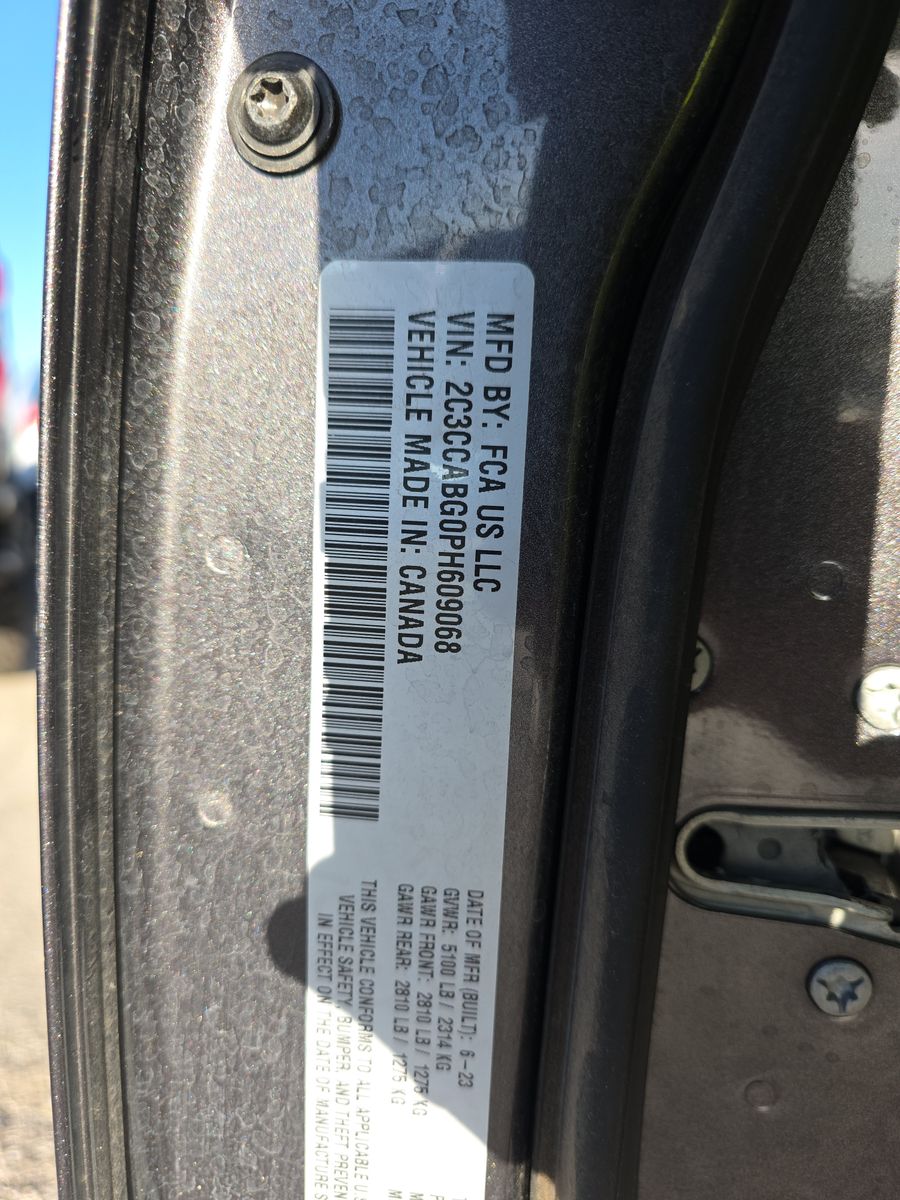 MFD BY: FCA US LLC
VIN: 2C3CCABG0PH609068
VEHICLE MADE IN: CANADA
DATE OF MFR (BUILT): 6-23
GVWR: 5100 LB / 2314 KG
GAWR FRONT: 2810 LB / 1275 KG
GAWR REAR: 2810 LB / 1275 KG
THIS VEHICLE CONFORMS TO ALL APPLICABLE U S
VEHICLE SAFETY, BUMPER, AND THEFT PREVEN
IN EFFECT ON THE DATE OF MANUFACTURE S